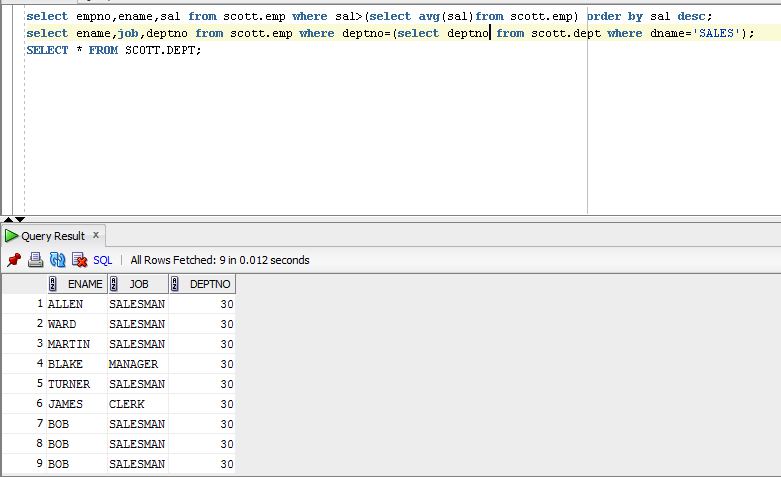 select empno,ename,sal from scott.emp where sal>(select avg(sal)from scott.emp) order by sal desc;
select ename,job,deptno from scott.emp where deptno=(select deptno from scott.dept where dname='SALES');
SELECT * FROM SCOTT.DEPT;
Query Result x
SQL | All Rows Fetched: 9 in 0.012 seconds
ENAME JOB DEPTNO
1 ALLEN SALESMAN 30
2 WARD SALESMAN 30
3 MARTIN SALESMAN 30
4 BLAKE MANAGER 30
5 TURNER SALESMAN 30
6 JAMES CLERK 30
7 BOB SALESMAN 30
8 BOB SALESMAN 30
9 BOB SALESMAN 30